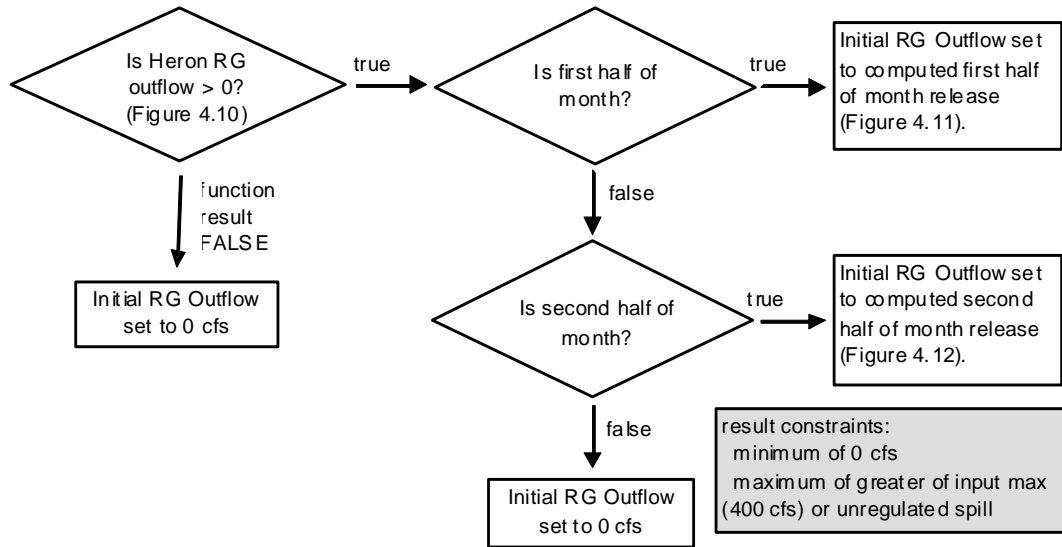 Is Heron RG
outflow > 0?
(Figure 4.10)
true
Is first half of
month?
true
Initial RG Outflow set
to computed first half
of month release
(Figure 4.11).
function
result
FALSE
Initial RG Outflow
set to 0 cfs
false
Is second half of
month?
true
Initial RG Outflow set
to computed second
half of month release
(Figure 4.12).
false
Initial RG Outflow
set to 0 cfs
result constraints:
minimum of 0 cfs
maximum of greater of input max
(400 cfs) or unregulated spill